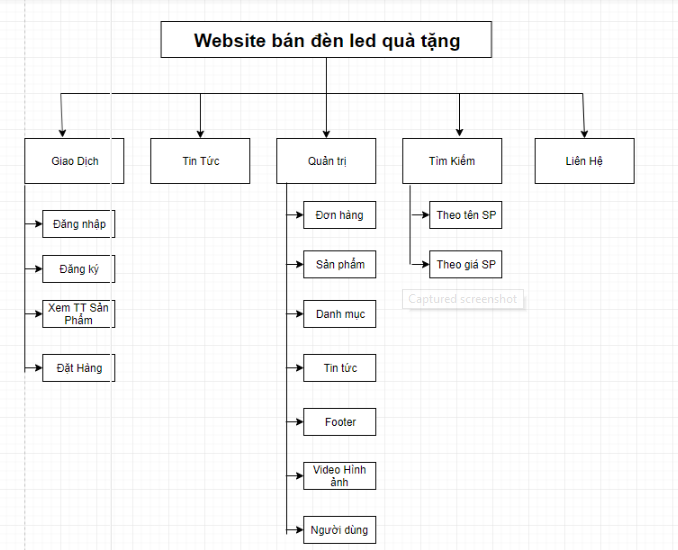 Website bán đèn led quà tặng
Giao Dịch
Tin Tức
Quản trị
Tìm Kiếm
Liên Hệ
Đăng nhập
Đăng ký
Xem TT Sản
Phẩm
Đặt Hàng
Đơn hàng
Sản phẩm
Danh mục
Tin tức
Footer
Video Hình
ảnh
Người dùng
Theo tên SP
Theo giá SP
Captured screenshot